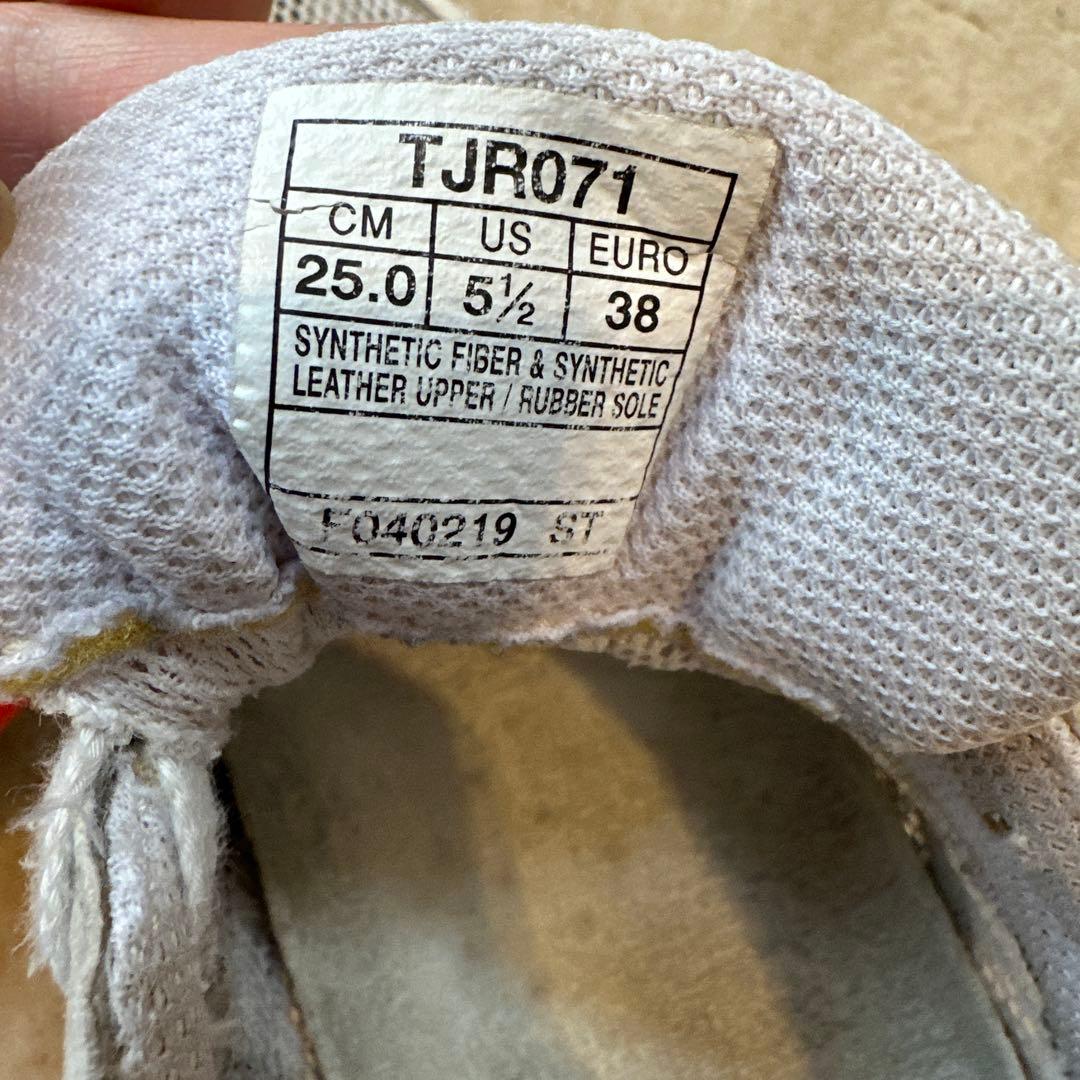 TJR071
CM US EURO
25.0 5½ 38
SYNTHETIC FIBER & SYNTHETIC
LEATHER UPPER / RUBBER SOLE
F040219 ST